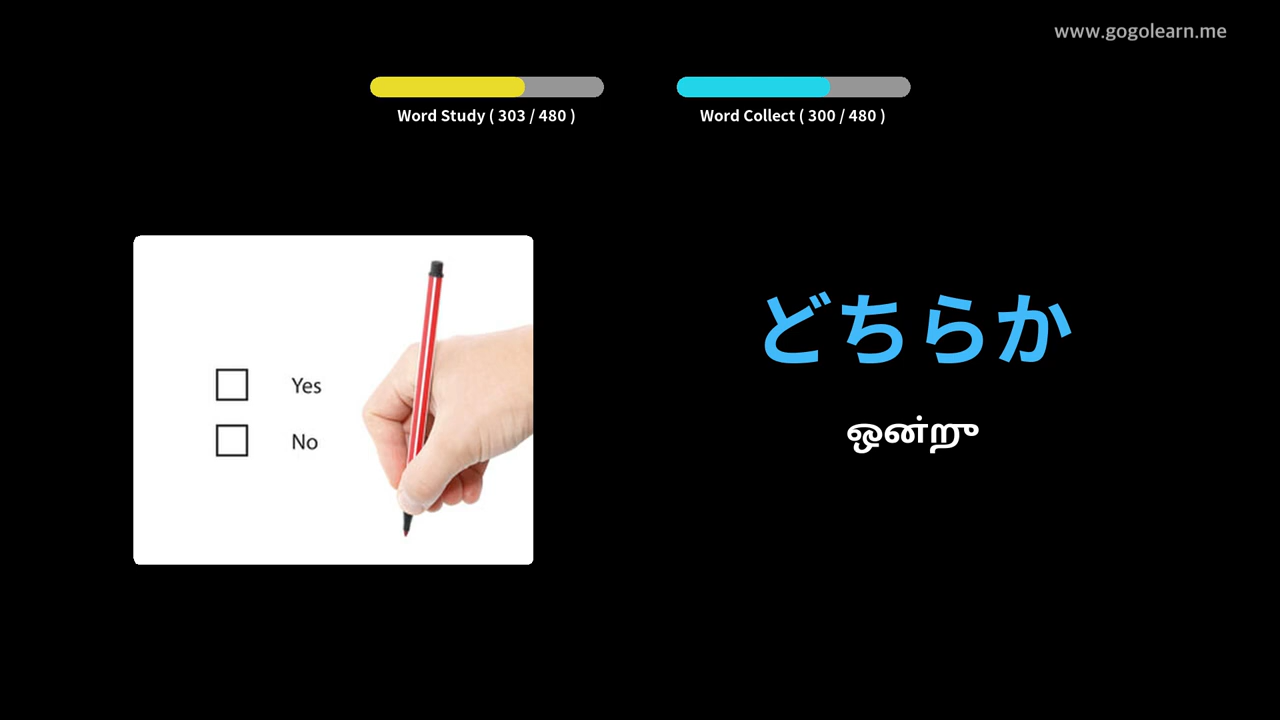 www.gogolearn.me
Word Study ( 303 / 480 )
Word Collect ( 300 / 480 )
Yes
No
どちらか
ஒன்று